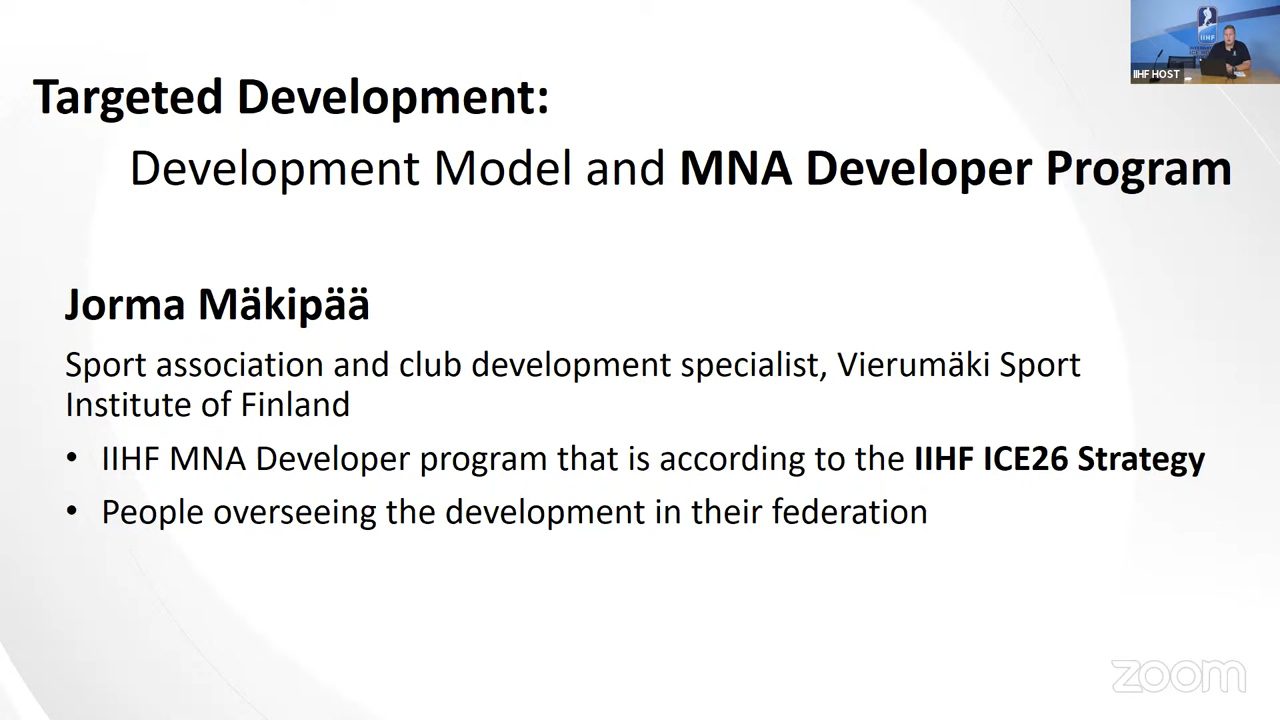 IIHF
IIHF HOST
Targeted Development:
Development Model and MNA Developer Program
Jorma Mäkipää
Sport association and club development specialist, Vierumäki Sport
Institute of Finland
• IIHF MNA Developer program that is according to the IIHF ICE26 Strategy
• People overseeing the development in their federation
zoom